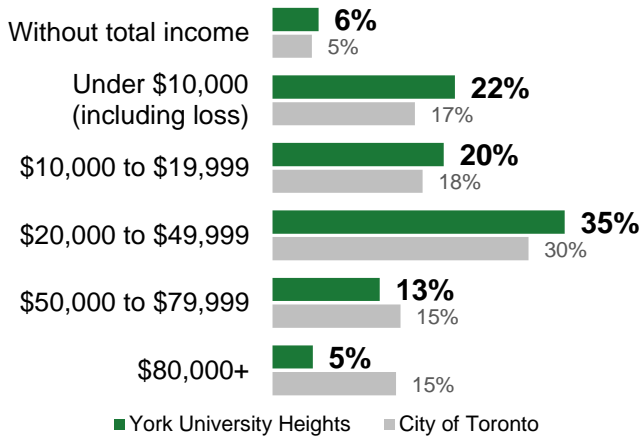 Without total income
6%
5%
Under $10,000
(including loss)
22%
17%
$10,000 to $19,999
20%
18%
$20,000 to $49,999
35%
30%
$50,000 to $79,999
13%
15%
$80,000+
5%
15%
York University Heights
City of Toronto